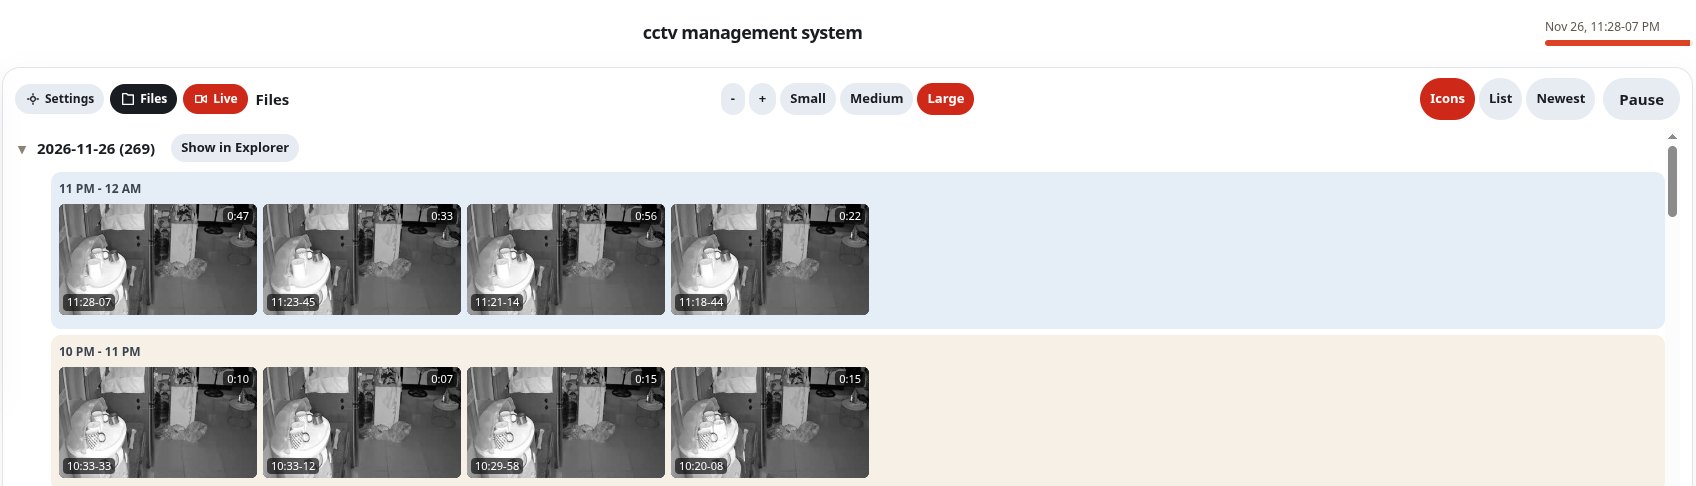 cctv management system
Nov 26, 11:28-07 PM
Settings Files Live Files - + Small Medium Large Icons List Newest Pause
2026-11-26 (269) Show in Explorer
11 PM - 12 AM
0:47 0:33 0:56 0:22
11:28-07 11:23-45 11:21-14 11:18-44
10 PM - 11 PM
0:10 0:07 0:15 0:15
10:33-33 10:33-12 10:29-58 10:20-08